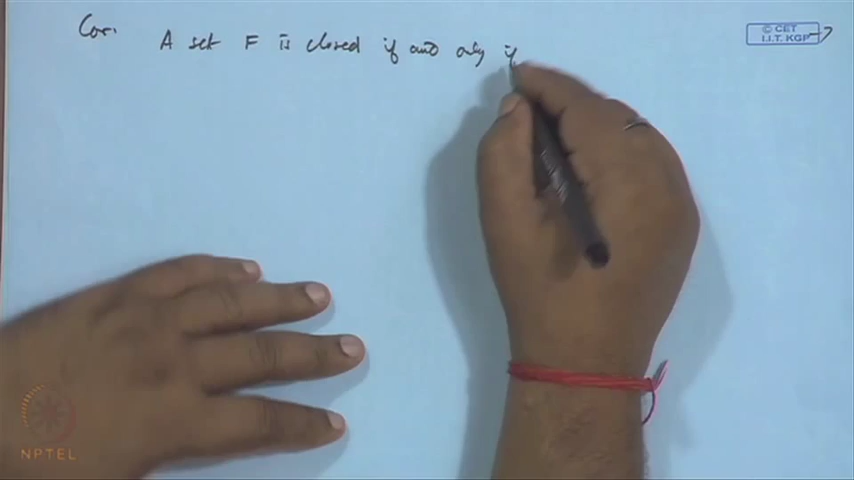 Cor.
A set F is closed if and only if
© CET
I.I.T. KGP
NPTEL